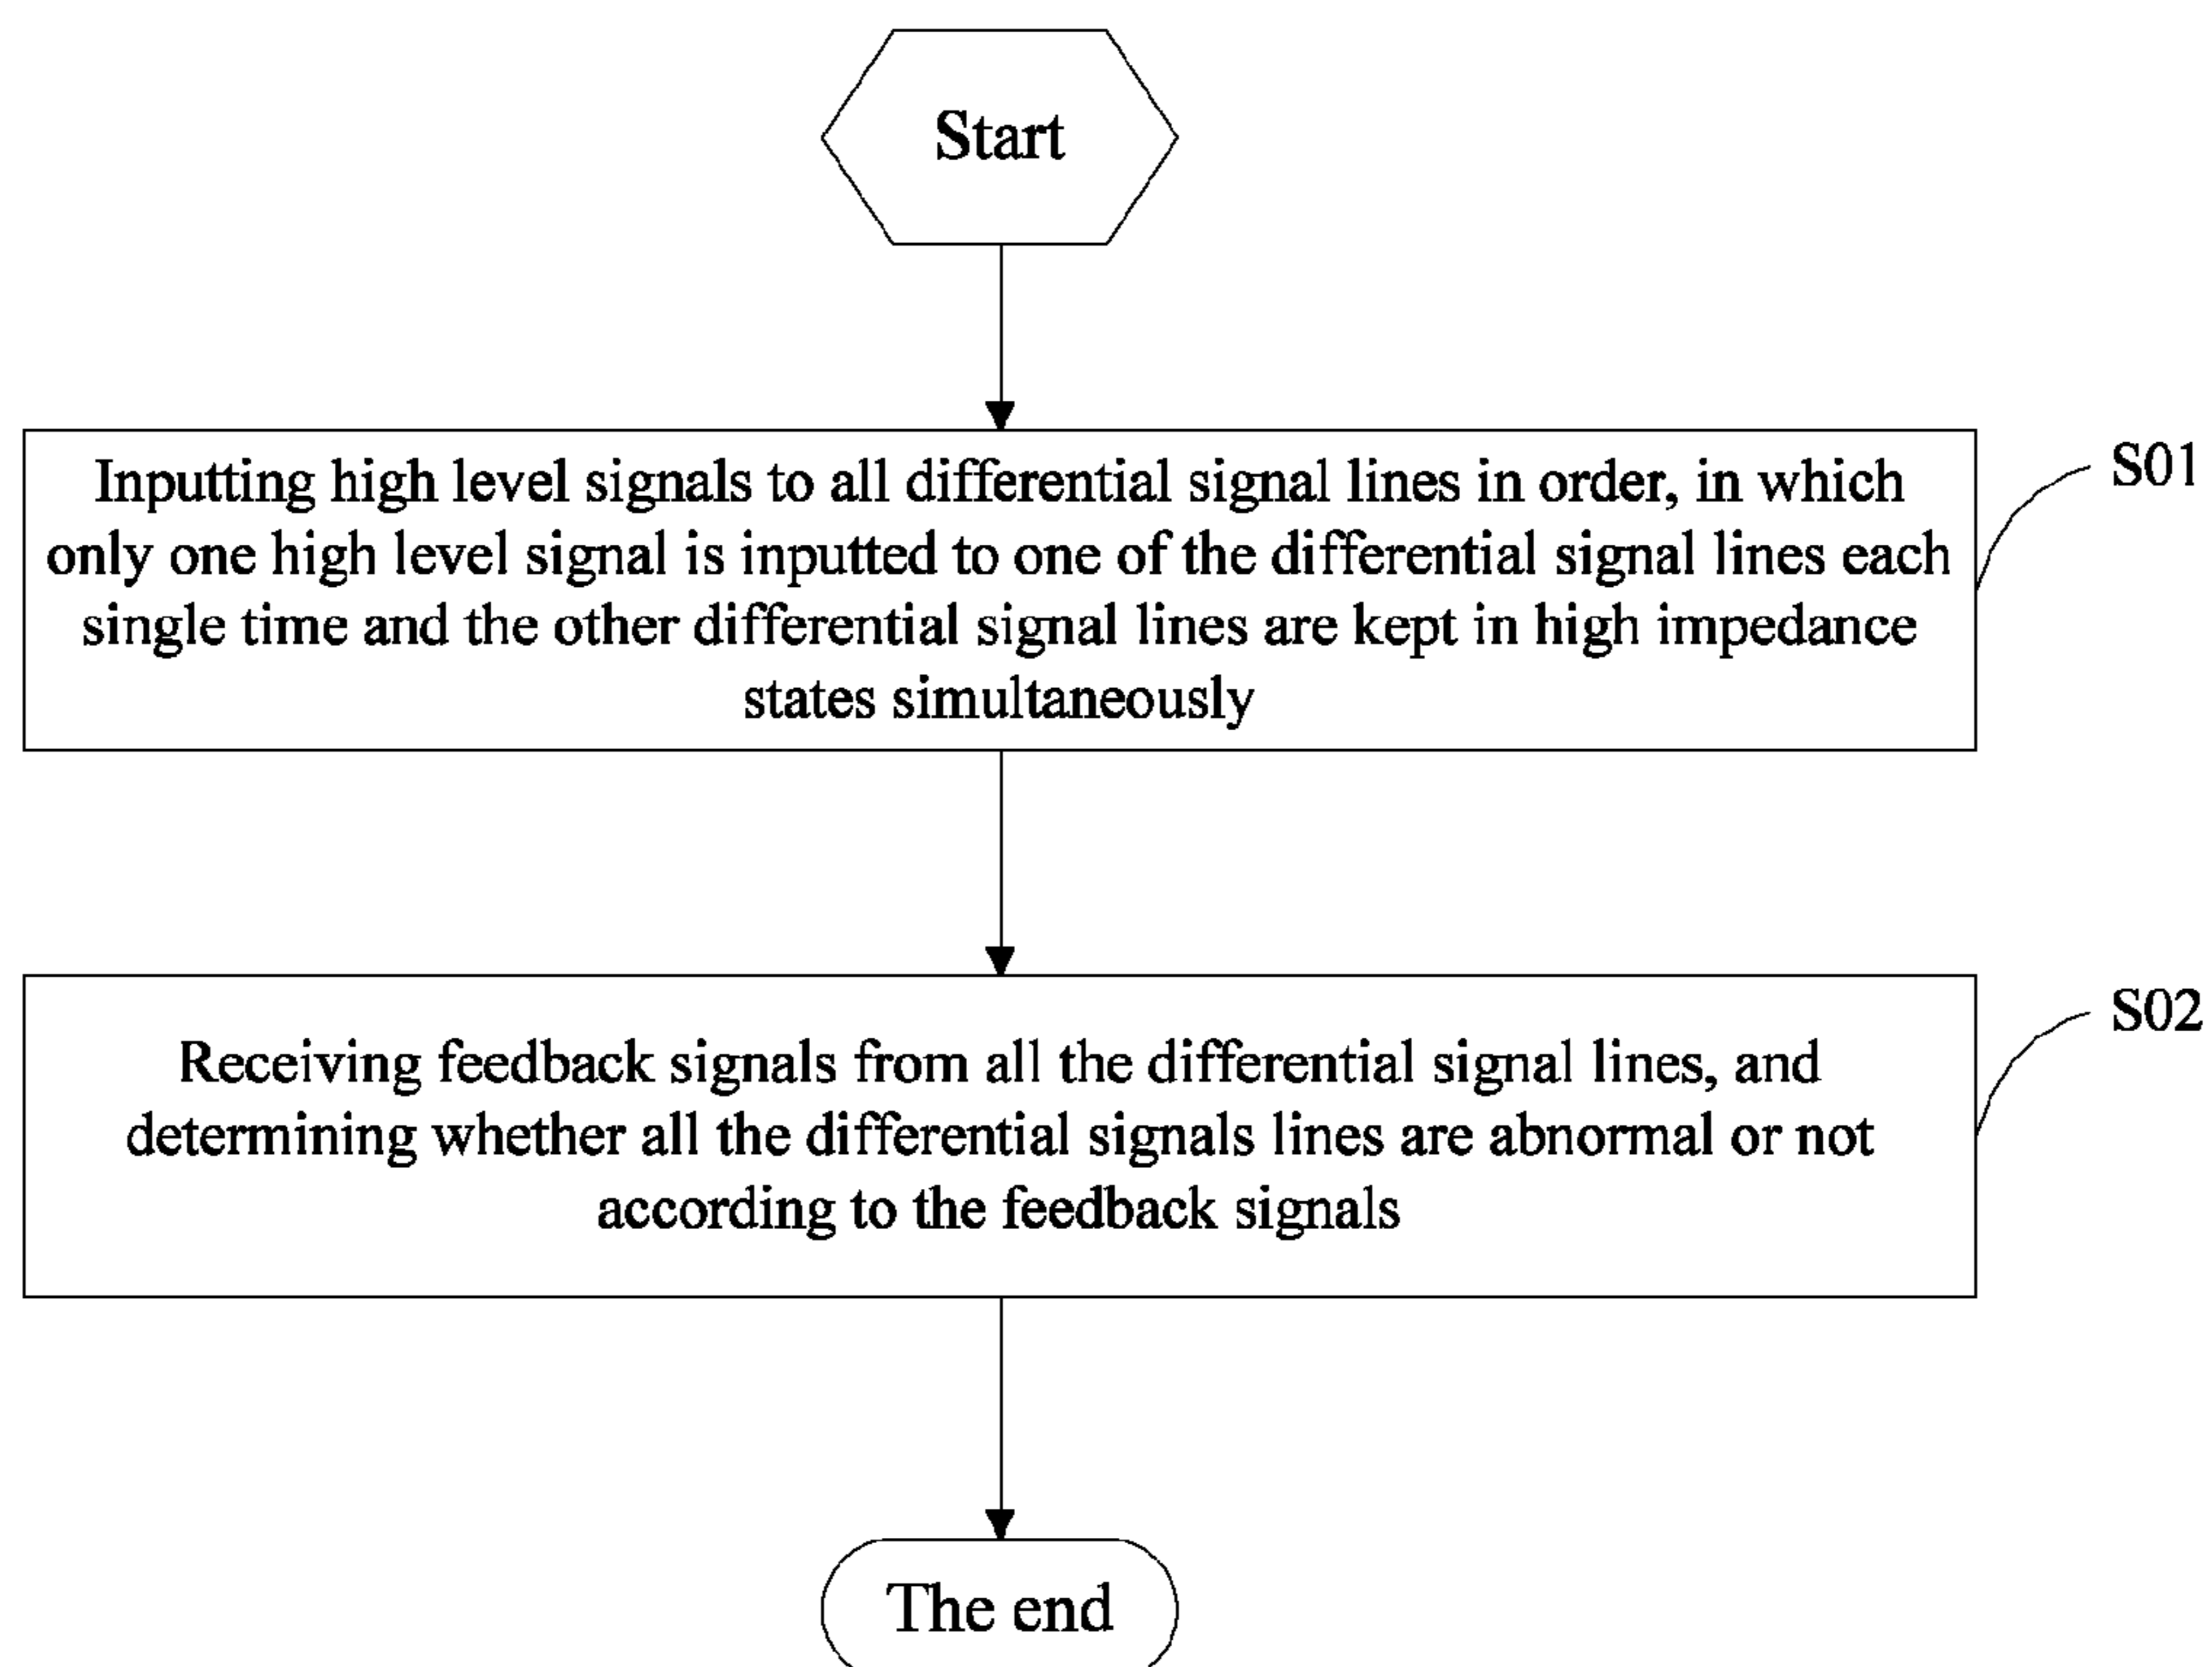 Start
Inputting high level signals to all differential signal lines in order, in which
only one high level signal is inputted to one of the differential signal lines each
single time and the other differential signal lines are kept in high impedance
states simultaneously
S01
Receiving feedback signals from all the differential signal lines, and
determining whether all the differential signals lines are abnormal or not
according to the feedback signals
S02
The end